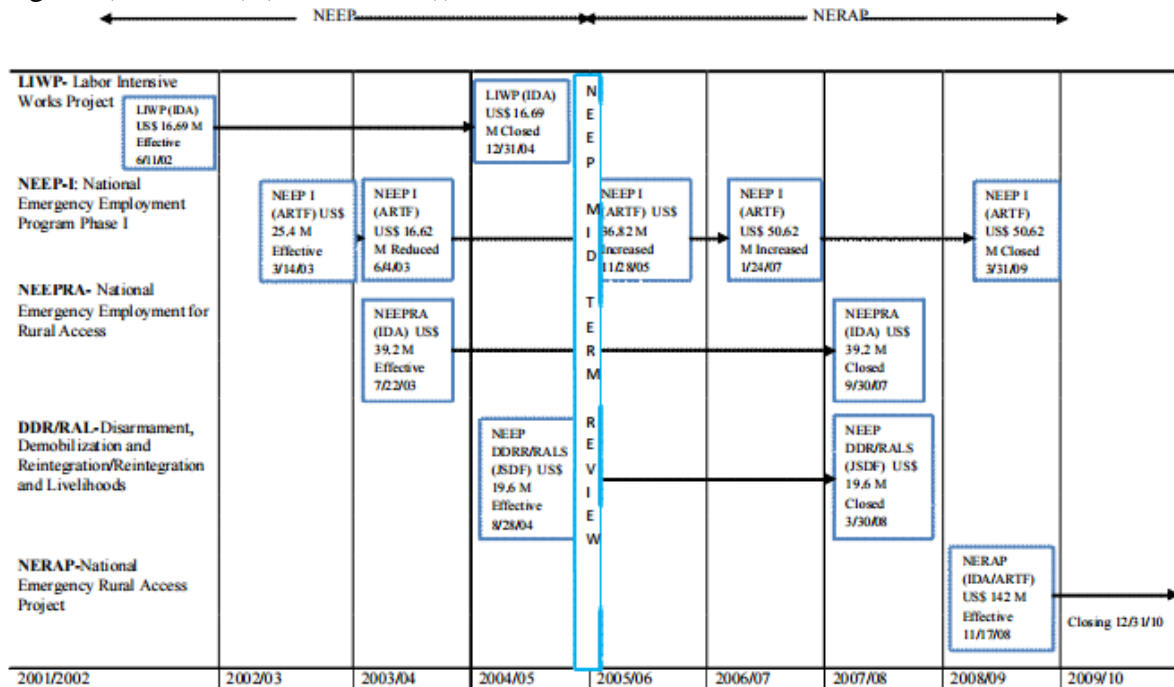 NEEP
NERAP
LIWP- Labor Intensive
Works Project
LIWP (IDA)
US$ 16.69 M
Effective
6/11/02
LIWP (IDA)
US$ 16.69
M Closed
12/31/04
NEEP MID TERM REVIEW
NEEP-I: National
Emergency Employment
Program Phase I
NEEP I
(ARTF) US$
25.4 M
Effective
3/14/03
NEEP I
(ARTF)
US$ 16.62
M Reduced
6/4/03
NEEP I
(ARTF) US$
36.82 M
Increased
11/28/05
NEEP I
(ARTF)
US$ 50.62
M Increased
1/24/07
NEEP I
(ARTF)
US$ 50.62
M Closed
3/31/09
NEEPRA- National
Emergency Employment for
Rural Access
NEEPRA
(IDA) US$
39.2 M
Effective
7/22/03
NEEPRA
(IDA) US$
39.2 M
Closed
9/30/07
DDR/RAL-Disarmament,
Demobilization and
Reintegration/Reintegration
and Livelihoods
NEEP
DDRR/RALS
(JSDF) US$
19.6 M
Effective
8/28/04
NEEP
DDRR/RALS
(JSDF) US$
19.6 M
Closed
3/30/08
NERAP-National
Emergency Rural Access
Project
NERAP
(IDA/ARTF)
US$ 142 M
Effective
11/17/08
Closing 12/31/10
2001/2002
2002/03
2003/04
2004/05
2005/06
2006/07
2007/08
2008/09
2009/10